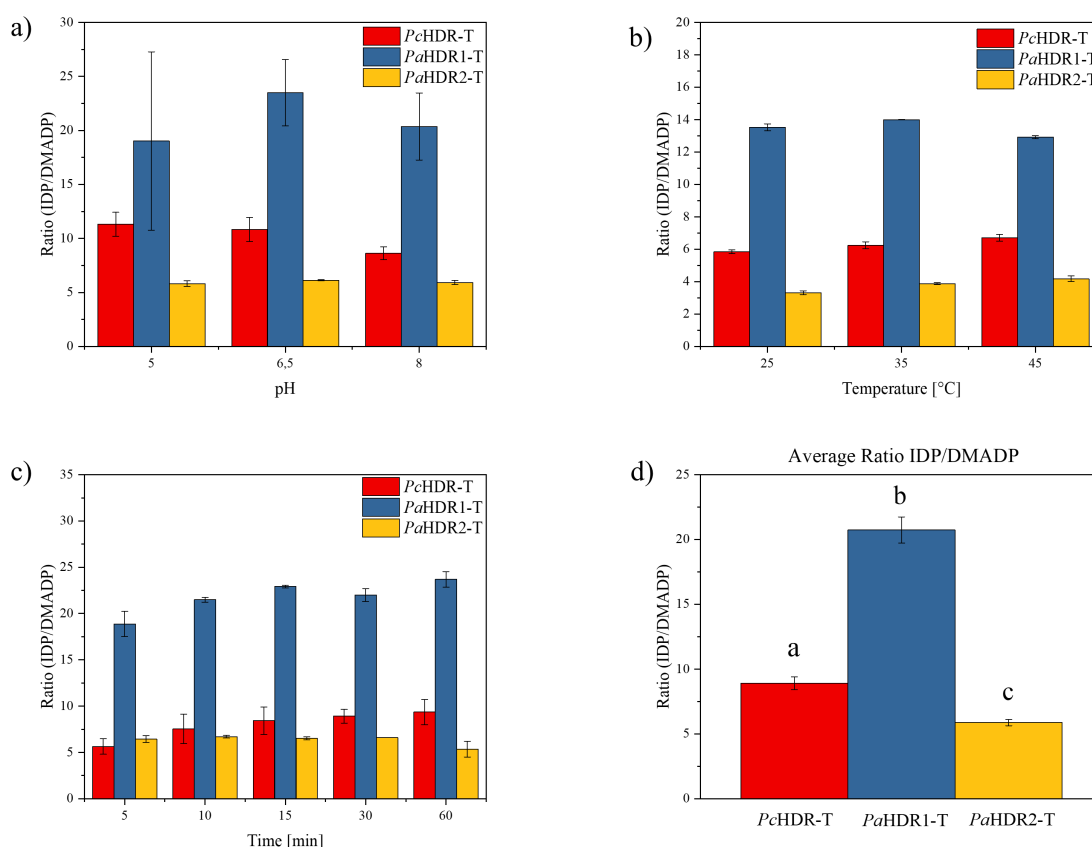 a)
Ratio (IDP/DMADP)
30
25
20
15
10
5
0
PcHDR-T
PaHDR1-T
PaHDR2-T
5
6,5
8
pH
b)
Ratio (IDP/DMADP)
20
18
16
14
12
10
8
6
4
2
0
PcHDR-T
PaHDR1-T
PaHDR2-T
25
35
45
Temperature [°C]
c)
Ratio (IDP/DMADP)
35
30
25
20
15
10
5
0
PcHDR-T
PaHDR1-T
PaHDR2-T
5
10
15
30
60
Time [min]
d)
Average Ratio IDP/DMADP
Ratio (IDP/DMADP)
25
20
15
10
5
0
a
b
c
PcHDR-T
PaHDR1-T
PaHDR2-T